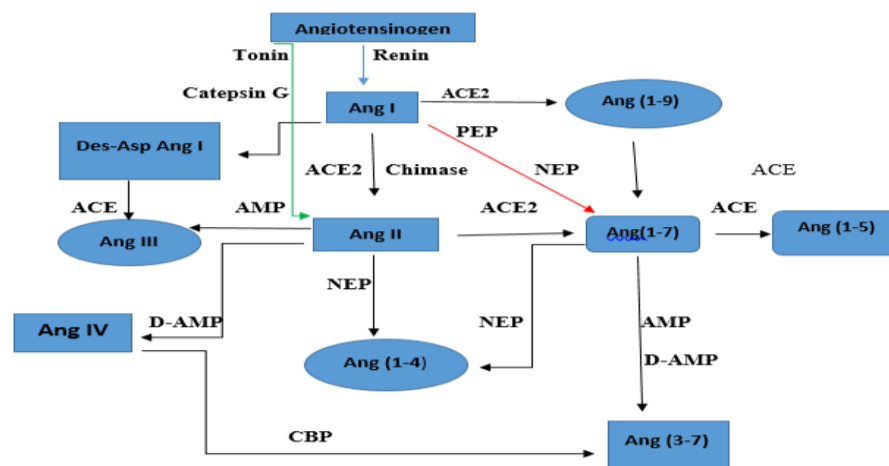 Angiotensinogen
Tonin
Renin
Catepsin G
Ang I
ACE2
Ang (1-9)
PEP
Des-Asp Ang I
ACE2
Chimase
NEP
ACE
ACE
AMP
ACE2
ACE
Ang III
Ang II
Ang(1-7)
Ang (1-5)
NEP
Ang IV
D-AMP
NEP
AMP
Ang (1-4)
D-AMP
CBP
Ang (3-7)